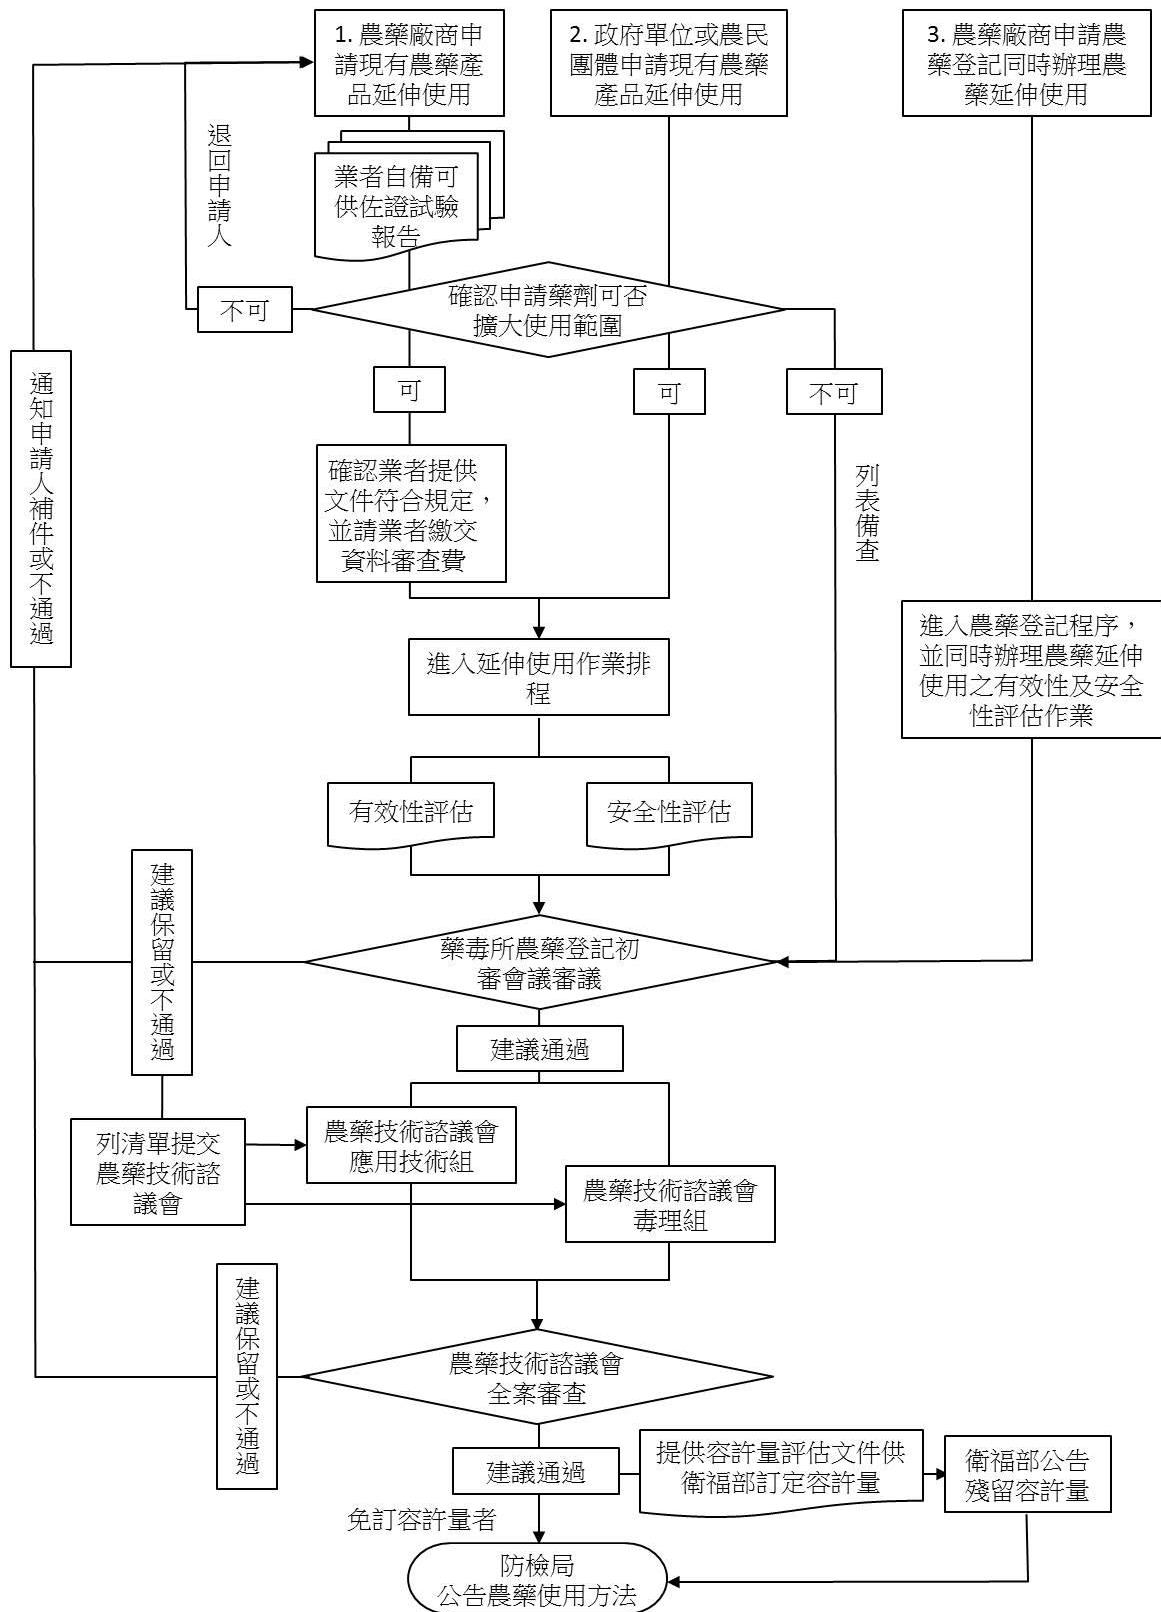 1. 農藥廠商申
請現有農藥產
品延伸使用
2. 政府單位或農民
團體申請現有農藥
產品延伸使用
3. 農藥廠商申請農
藥登記同時辦理農
藥延伸使用
退回申請人
業者自備可
供佐證試驗
報告
確認申請藥劑可否
擴大使用範圍
不可
可
可
不可
通知申請人補件或不通過
確認業者提供
文件符合規定，
並請業者繳交
資料審查費
列表備查
進入延伸使用作業排
程
進入農藥登記程序，
並同時辦理農藥延伸
使用之有效性及安全
性評估作業
有效性評估
安全性評估
建議保留或不通過
藥毒所農藥登記初
審會議審議
建議通過
列清單提交
農藥技術諮
議會
農藥技術諮議會
應用技術組
農藥技術諮議會
毒理組
建議保留或不通過
農藥技術諮議會
全案審查
建議通過
提供容許量評估文件供
衛福部訂定容許量
衛福部公告
殘留容許量
免訂容許量者
防檢局
公告農藥使用方法